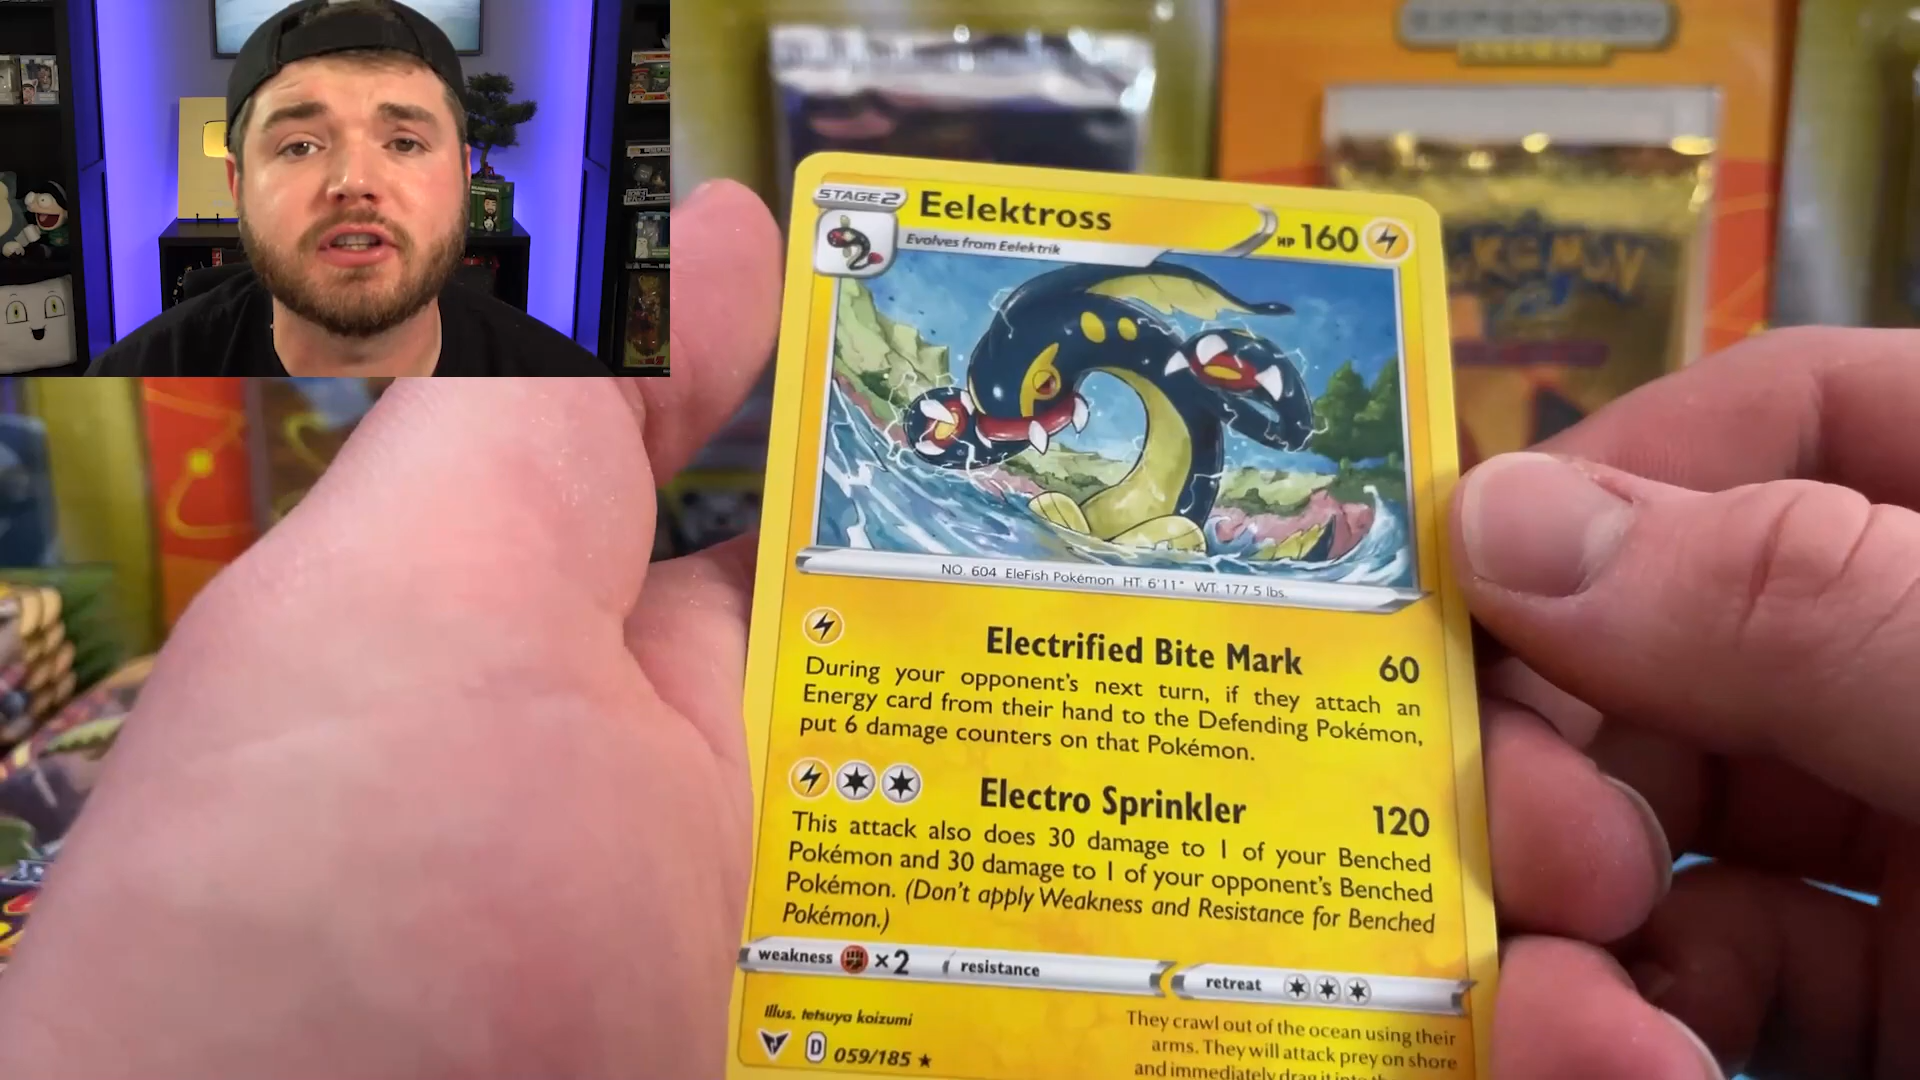 EXPEDITION
POKéMON
STAGE 2
Eelektross
HP 160
Evolves from Eelektrik
NO. 604 EleFish Pokémon HT: 6'11" WT: 177.5 lbs.
Electrified Bite Mark 60
During your opponent's next turn, if they attach an
Energy card from their hand to the Defending Pokémon,
put 6 damage counters on that Pokémon.
Electro Sprinkler 120
This attack also does 30 damage to 1 of your Benched
Pokémon and 30 damage to 1 of your opponent's Benched
Pokémon. (Don't apply Weakness and Resistance for Benched
Pokémon.)
weakness ×2 resistance retreat
Illus. tetsuya koizumi
D 059/185 ★
They crawl out of the ocean using their
arms. They will attack prey on shore
and immediately drag it into